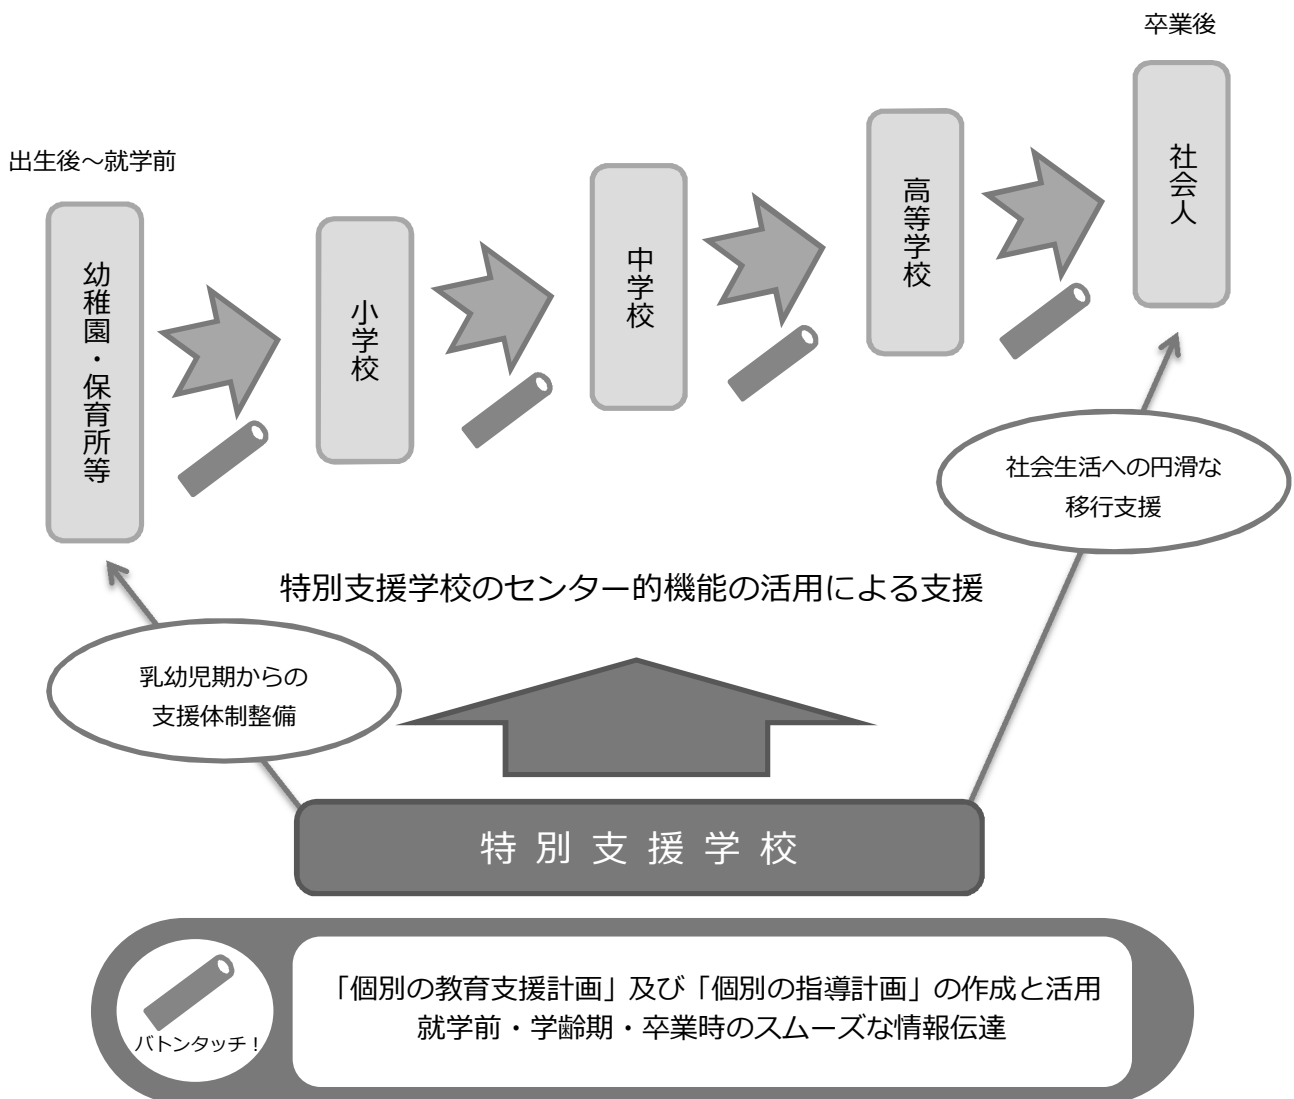 卒業後
出生後～就学前
幼稚園・保育所等
小学校
中学校
高等学校
社会人
社会生活への円滑な
移行支援
特別支援学校のセンター的機能の活用による支援
乳幼児期からの
支援体制整備
特別支援学校
「個別の教育支援計画」及び「個別の指導計画」の作成と活用
就学前・学齢期・卒業時のスムーズな情報伝達
バトンタッチ！